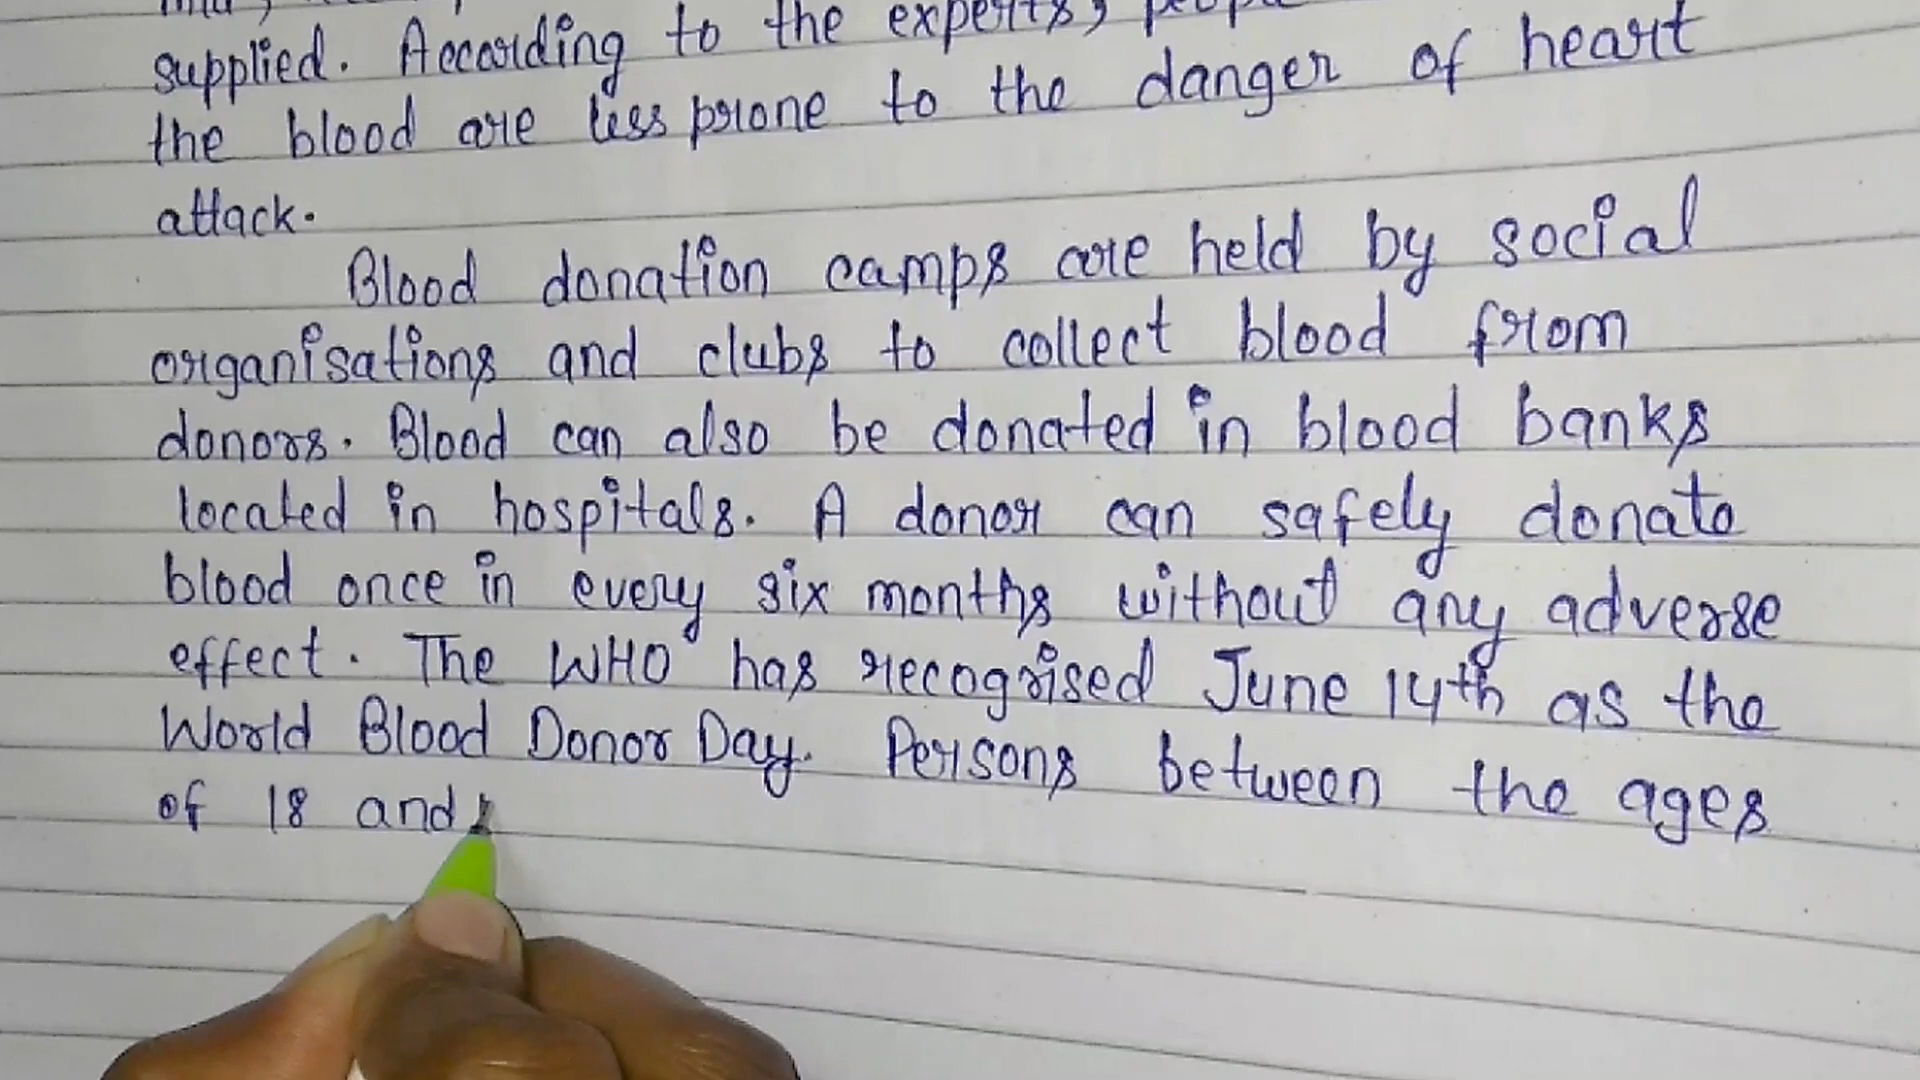 supplied. According to the experts,
the blood are less prone to the danger of heart
attack.
Blood donation camps are held by social
organisations and clubs to collect blood from
donors. Blood can also be donated in blood banks
located in hospitals. A donor can safely donate
blood once in every six months without any adverse
effect. The WHO has recognised June 14th as the
World Blood Donor Day. Persons between the ages
of 18 and